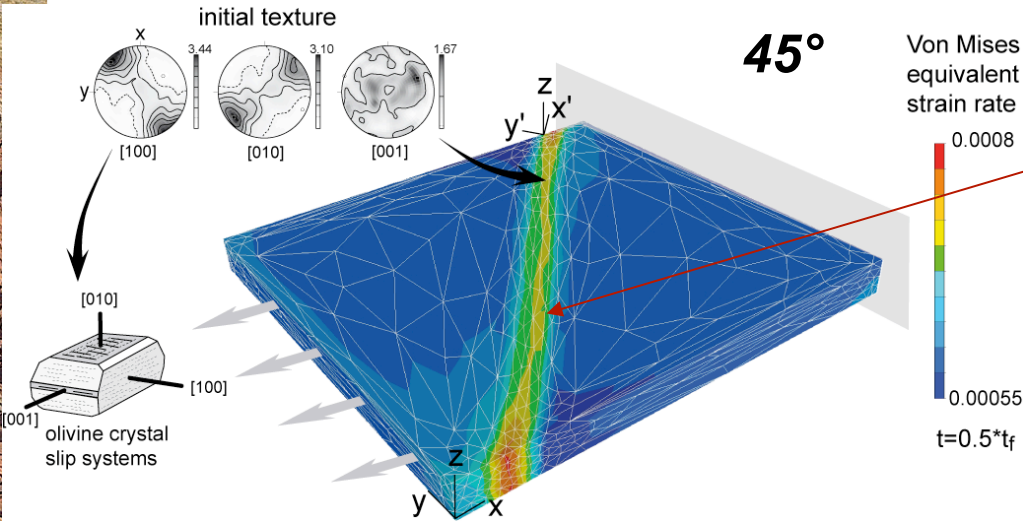 initial texture
x
y
3.44
3.10
1.67
[100]
[010]
[001]
45°
Von Mises
equivalent
strain rate
0.0008
0.00055
t=0.5*tf
z
x'
y'
[010]
[100]
[001]
olivine crystal
slip systems
z
y
x